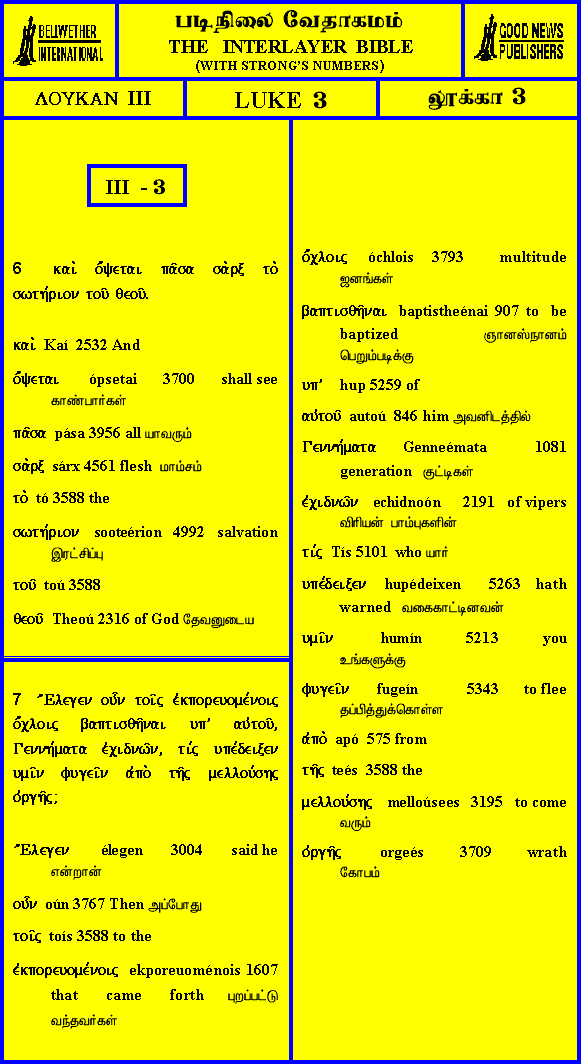 BELLWETHER
INTERNATIONAL
படிநிலை வேதாகமம்
THE INTERLAYER BIBLE
(WITH STRONG'S NUMBERS)
GOOD NEWS
PUBLISHERS
ΛΟΥΚΑΝ III
LUKE 3
லூக்கா 3
III - 3
6 καὶ ὄψεται πᾶσα σὰρξ τὸ
σωτήριον τοῦ θεοῦ.
καὶ Kaí 2532 And
ὄψεται ópsetai 3700 shall see
காண்பார்கள்
πᾶσα pása 3956 all யாவரும்
σὰρξ sárx 4561 flesh மாம்சம்
τὸ tó 3588 the
σωτήριον sooteérion 4992 salvation
இரட்சிப்பு
τοῦ toú 3588
θεοῦ Theoú 2316 of God தேவனுடைய
7 Ἔλεγεν οὖν τοῖς ἐκπορευομένοις
ὄχλοις βαπτισθῆναι υπ' αὐτοῦ,
Γεννήματα ἐχιδνῶν, τίς υπέδειξεν
υμῖν φυγεῖν ἀπὸ τῆς μελλούσης
ὀργῆς;
Ἔλεγεν élegen 3004 said he
என்றான்
οὖν oún 3767 Then அப்போது
τοῖς toís 3588 to the
ἐκπορευομένοις ekporeuoménois 1607
that came forth புறப்பட்டு
வந்தவர்கள்
ὄχλοις óchlois 3793 multitude
ஜனங்கள்
βαπτισθῆναι baptistheénai 907 to be
baptized ஞானஸ்நானம்
பெறும்படிக்கு
υπ' hup 5259 of
αὐτοῦ autoú 846 him அவனிடத்தில்
Γεννήματα Genneémata 1081
generation குட்டிகள்
ἐχιδνῶν echidnoón 2191 of vipers
விரியன் பாம்புகளின்
τίς Tís 5101 who யார்
υπέδειξεν hupédeixen 5263 hath
warned வகைகாட்டினவன்
υμῖν humín 5213 you
உங்களுக்கு
φυγεῖν fugeín 5343 to flee
தப்பித்துக்கொள்ள
ἀπὸ apó 575 from
τῆς teés 3588 the
μελλούσης melloúsees 3195 to come
வரும்
ὀργῆς orgeés 3709 wrath
கோபம்